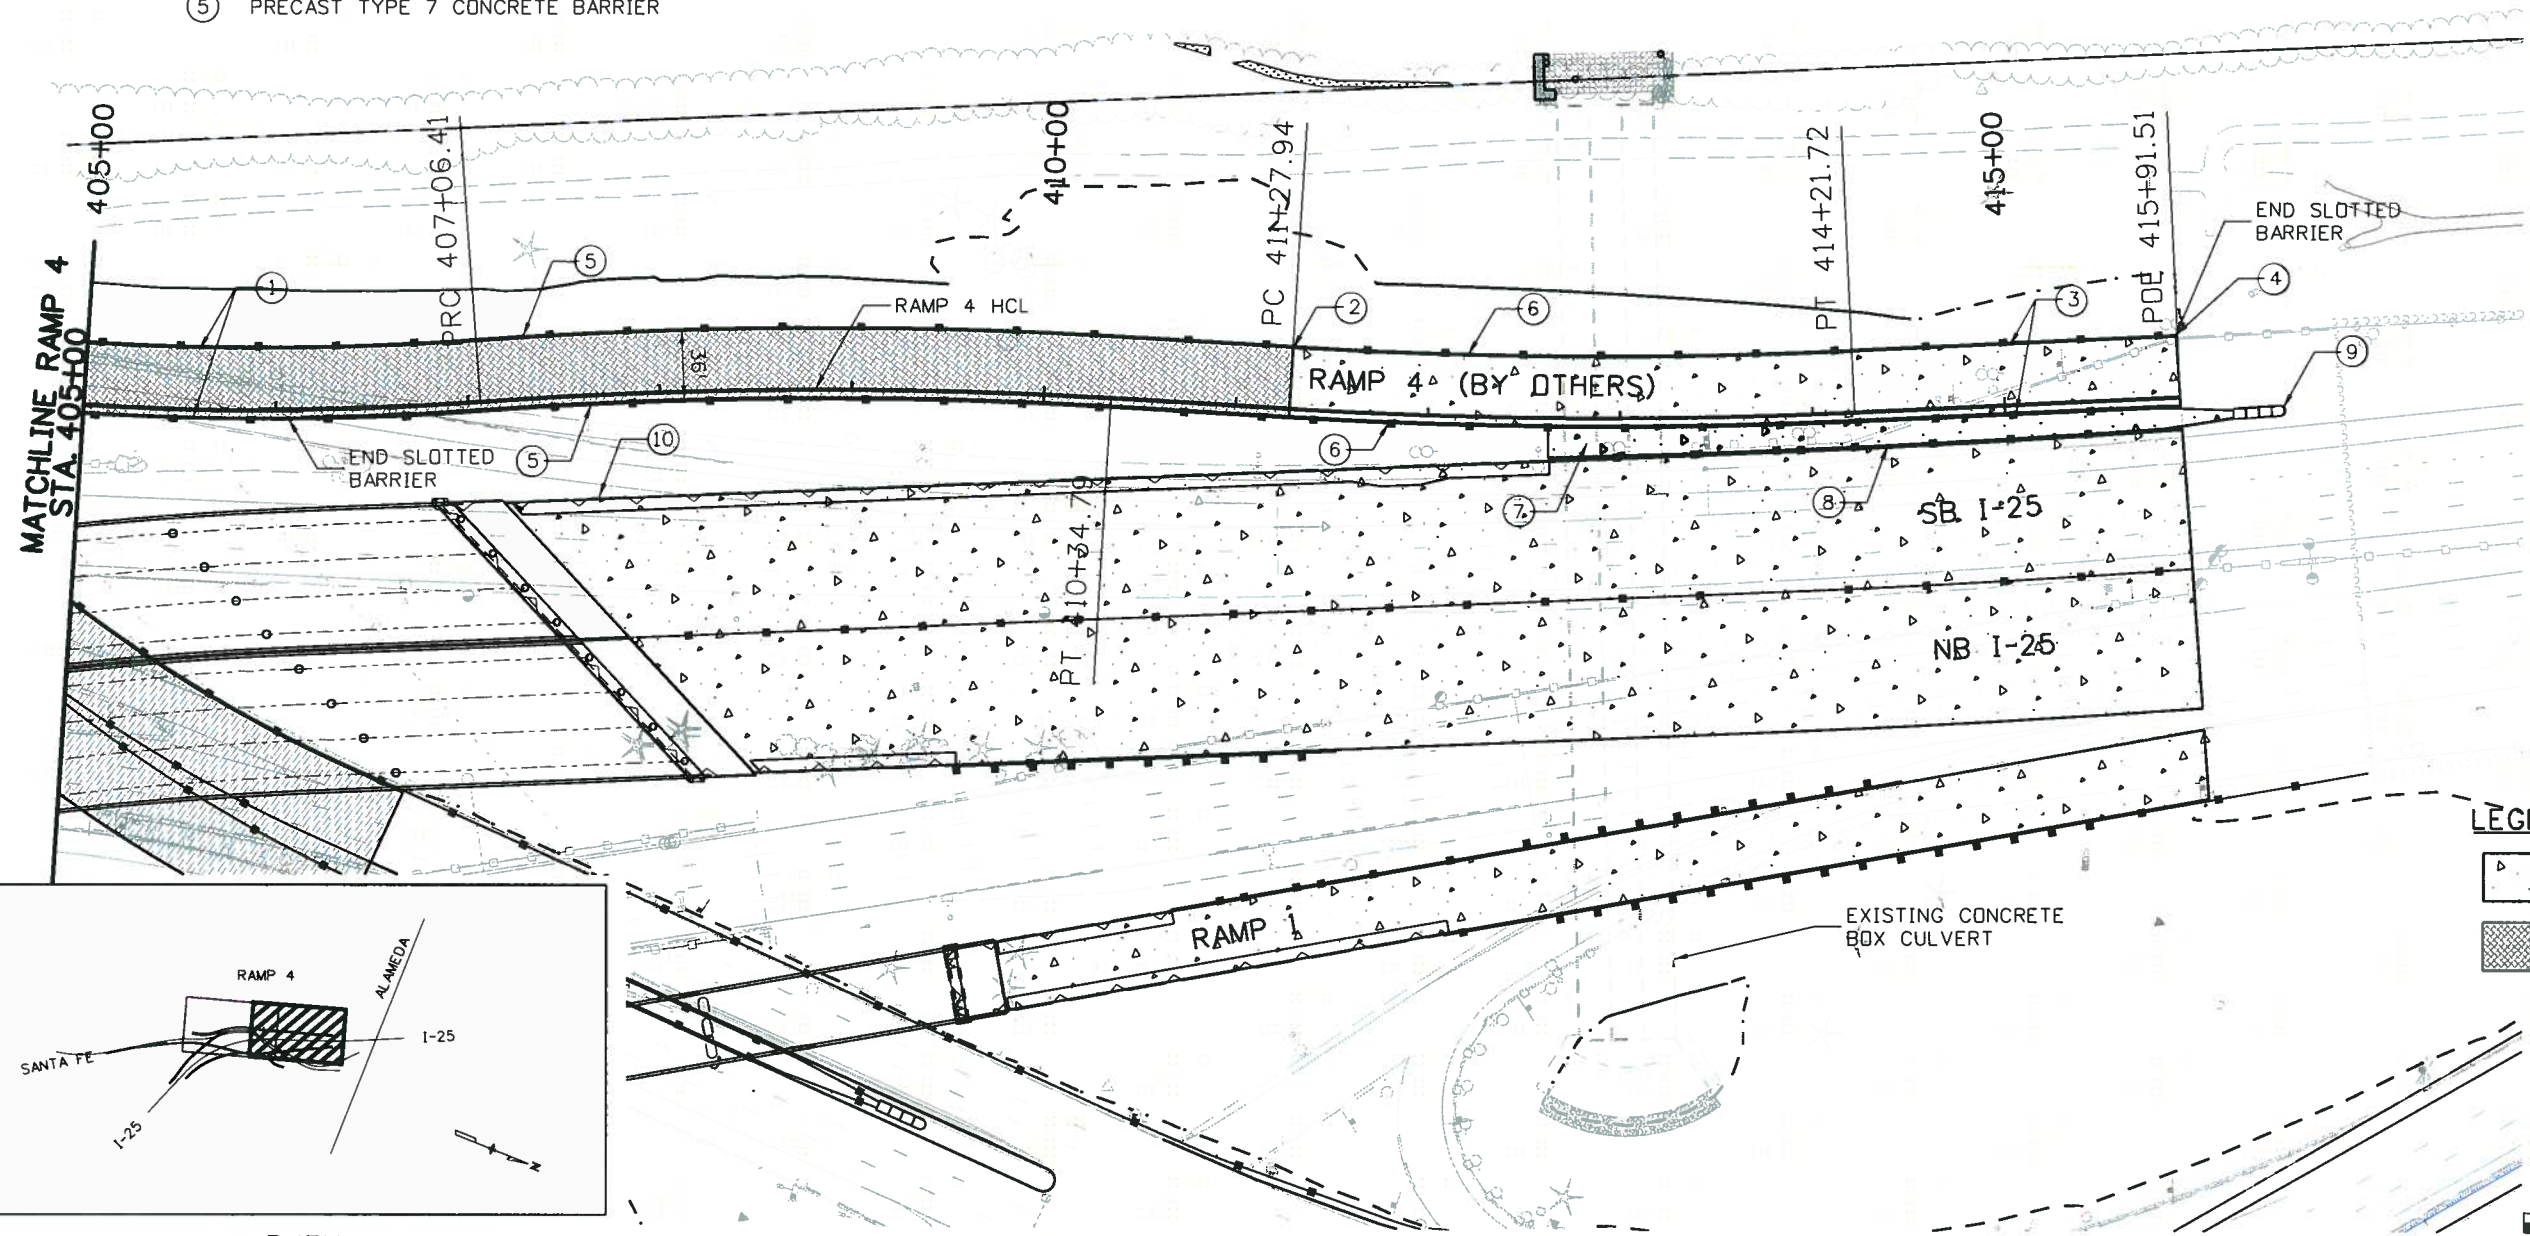 5 PRECAST TYPE 7 CONCRETE BARRIER
405+00
PRC 407+06.41
410+00
PC 411+27.94
PT 414+21.72
415+00
POE 415+91.51
END SLOTTED
BARRIER
4
3
9
MATCHLINE RAMP 4
STA. 405+00
1
5
RAMP 4 HCL
2
6
36'
RAMP 4 (BY OTHERS)
END SLOTTED
BARRIER
5
10
6
7
8
SB I-25
NB I-25
PT 410+34.79
RAMP 1
EXISTING CONCRETE
BOX CULVERT
RAMP 4
ALAMEDA
I-25
SANTA FE
I-25
N